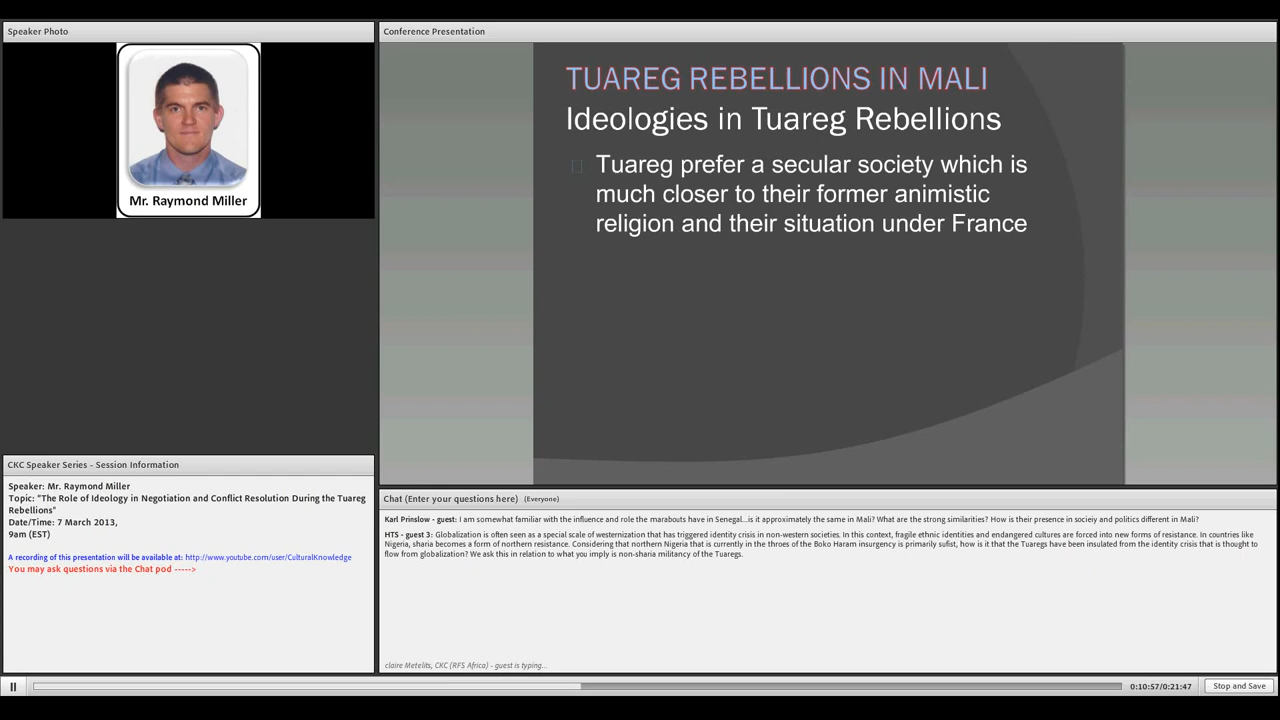 Speaker Photo
Mr. Raymond Miller
Conference Presentation
TUAREG REBELLIONS IN MALI
Ideologies in Tuareg Rebellions
Tuareg prefer a secular society which is
much closer to their former animistic
religion and their situation under France
CKC Speaker Series - Session Information
Speaker: Mr. Raymond Miller
Topic: "The Role of Ideology in Negotiation and Conflict Resolution During the Tuareg
Rebellions"
Date/Time: 7 March 2013,
9am (EST)
A recording of this presentation will be available at: http://www.youtube.com/user/CulturalKnowledge
You may ask questions via the Chat pod ----->
Chat (Enter your questions here) (Everyone)
Karl Prinslow - guest: I am somewhat familiar with the influence and role the marabouts have in Senegal...is it approximately the same in Mali? What are the strong similarities? How is their presence in socieiy and politics different in Mali?
HTS - guest 3: Globalization is often seen as a special scale of westernization that has triggered identity crisis in non-western societies. In this context, fragile ethnic identities and endangered cultures are forced into new forms of resistance. In countries like
Nigeria, sharia becomes a form of northern resistance. Considering that northern Nigeria that is currently in the throes of the Boko Haram insurgency is primarily sufist, how is it that the Tuaregs have been insulated from the identity crisis that is thought to
flow from globalization? We ask this in relation to what you imply is non-sharia militancy of the Tuaregs.
claire Metelits, CKC (RFS Africa) - guest is typing...
0:10:57/0:21:47
Stop and Save